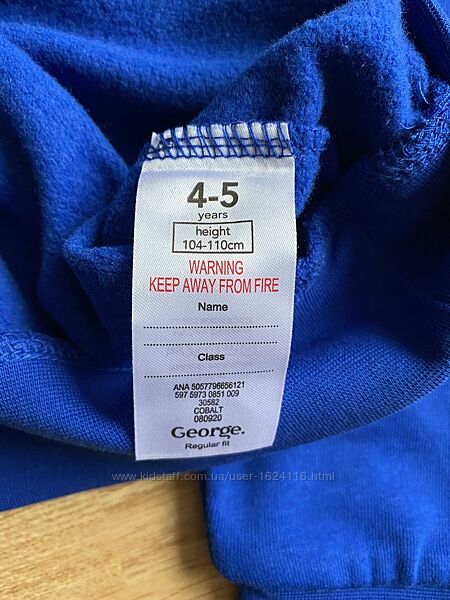 4-5
years
height
104-110cm
WARNING
KEEP AWAY FROM FIRE
Name
Class
ANA 5057796656121
597 5973 0851 009
30582
COBALT
080920
George.
Regular fit
www.kidstaff.com.ua/user-1624116.html